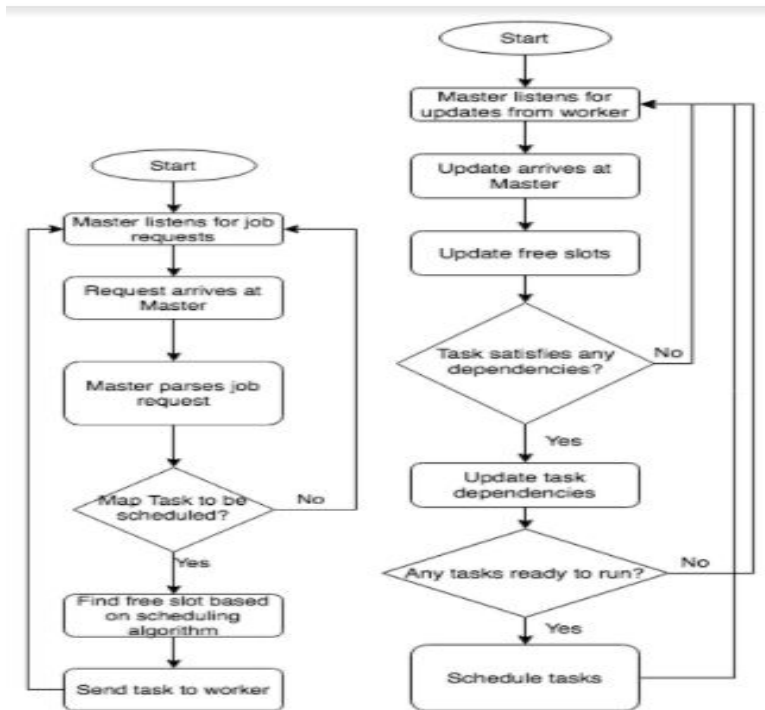 Start
Master listens for job
requests
Request arrives at
Master
Master parses job
request
Map Task to be
scheduled?
No
Yes
Find free slot based
on scheduling
algorithm
Send task to worker
Start
Master listens for
updates from worker
Update arrives at
Master
Update free slots
Task satisfies any
dependencies?
No
Yes
Update task
dependencies
Any tasks ready to run?
No
Yes
Schedule tasks